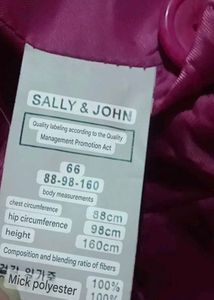 SALLY & JOHN
Quality labeling according to the Quality
Management Promotion Act
66
88-98-160
body measurements
chest circumference 88cm
hip circumference 98cm
height 160cm
Composition and blending ratio of fibers
100%
Mick polyester 100%